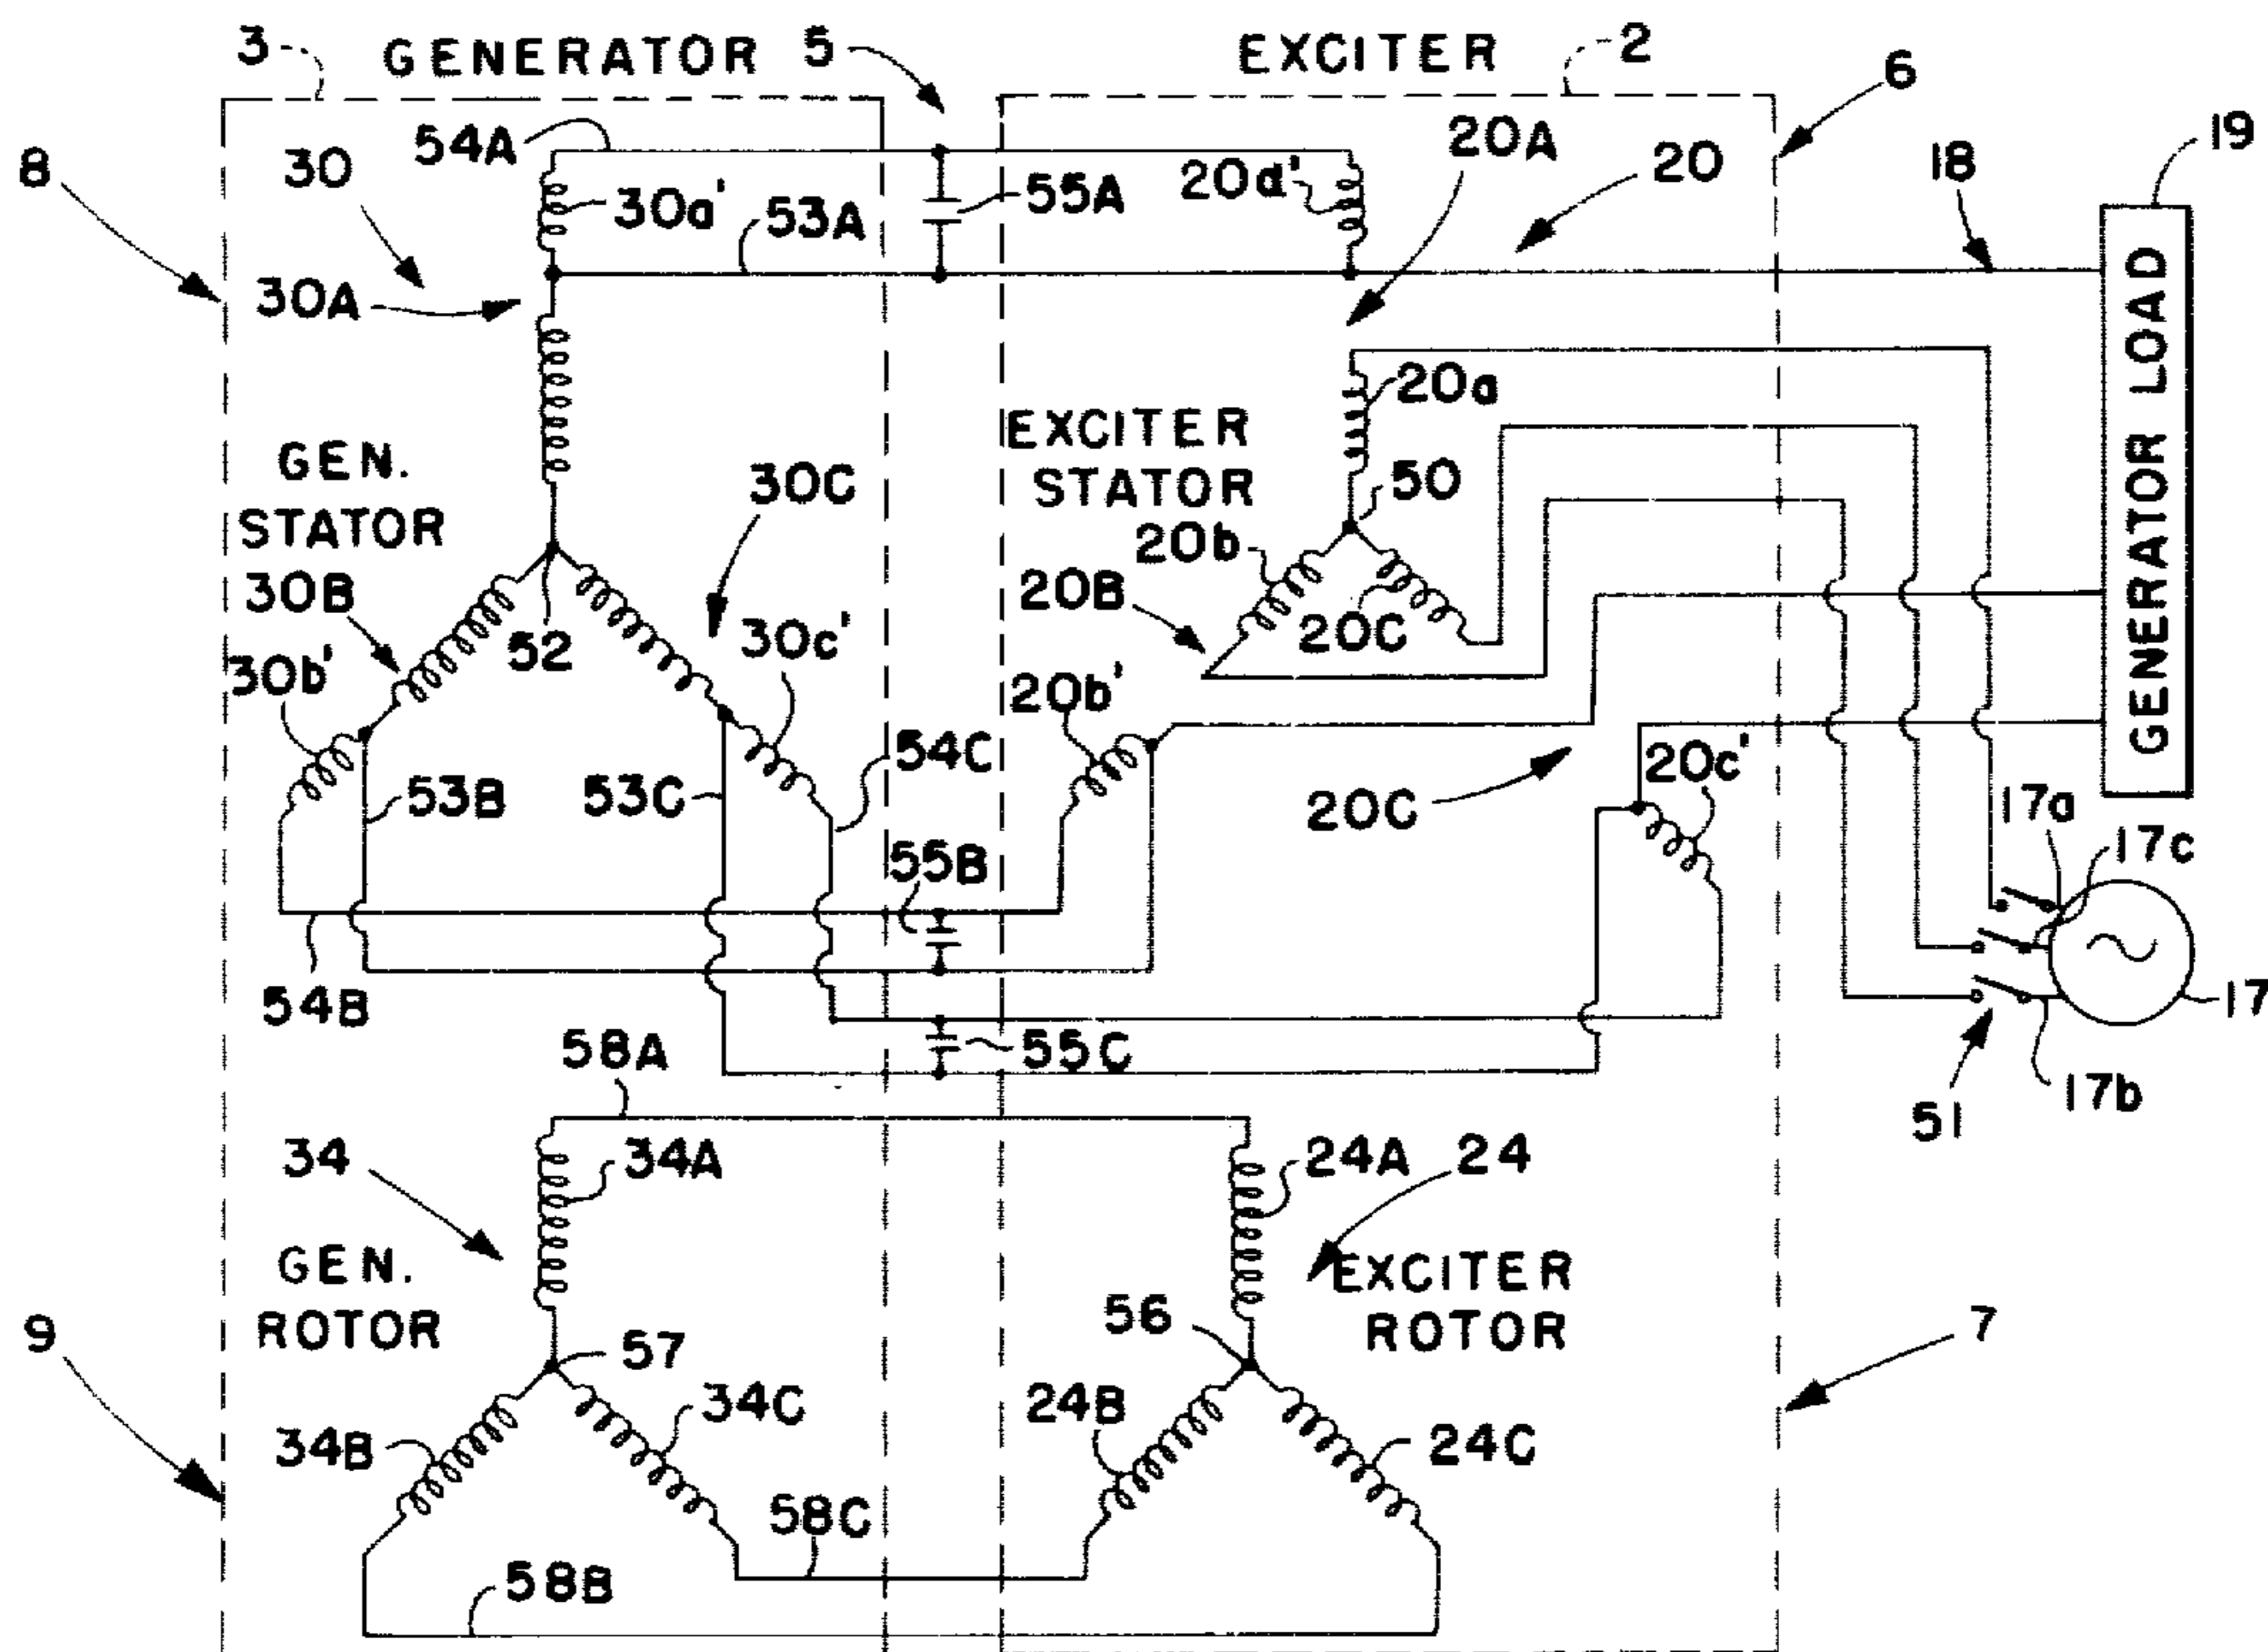 3
GENERATOR
5
EXCITER
2
6
8
54A
30
30a'
55A
53A
20a'
20A
20
18
19
30A
GENERATOR LOAD
20a
EXCITER
STATOR
50
GEN.
STATOR
30C
30B
52
30c'
20b
20B
20C
30b'
20b'
53B
53C
54C
20C
20c'
17a
17c
55B
54B
55C
17
17b
51
58A
34
34A
24A
24
GEN.
ROTOR
EXCITER
ROTOR
56
57
9
7
34B
34C
24B
24C
58C
58B